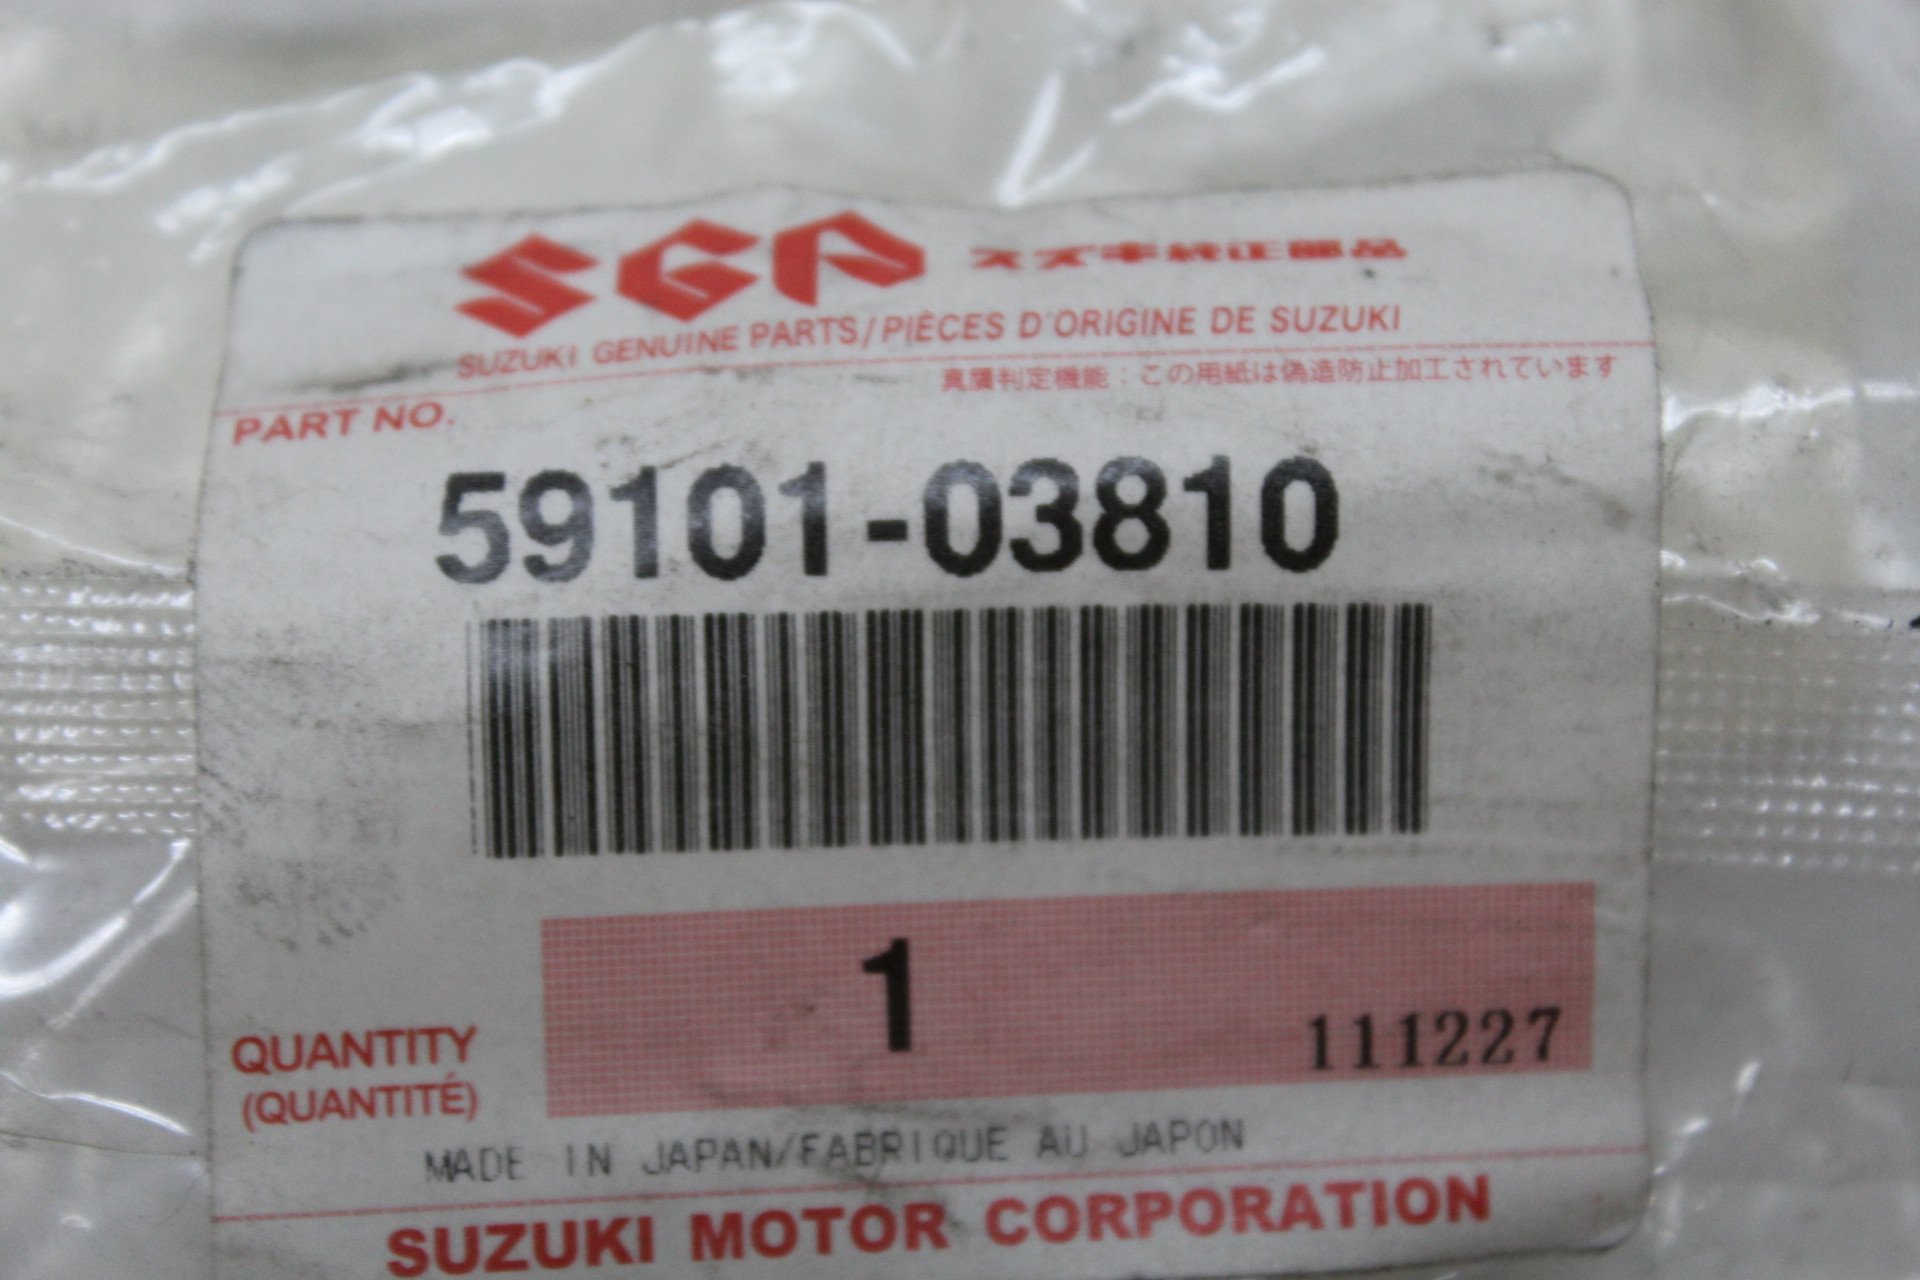 SGP スズキ純正部品
SUZUKI GENUINE PARTS/PIÈCES D'ORIGINE DE SUZUKI
真贋判定機能：この用紙は偽造防止加工されています
PART NO.
59101-03810
1
111227
QUANTITY
(QUANTITÉ)
MADE IN JAPAN/FABRIQUE AU JAPON
SUZUKI MOTOR CORPORATION